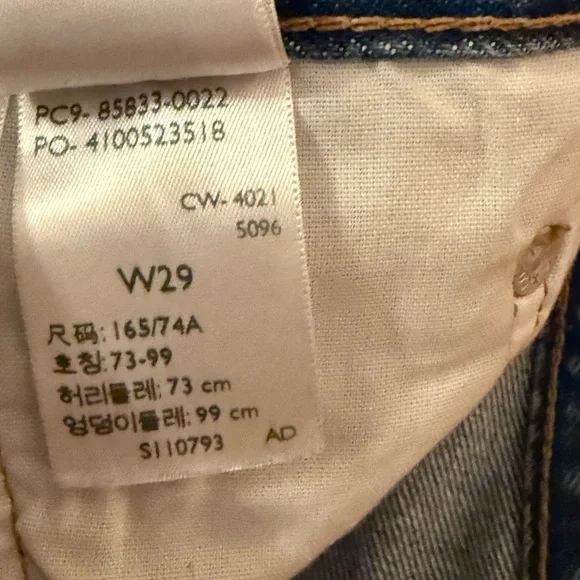 PC9- 85833-0022
PO- 4100523518
CW- 4021
5096
W29
尺码: 165/74A
호칭: 73-99
허리둘레: 73 cm
엉덩이둘레: 99 cm
S110793 AD